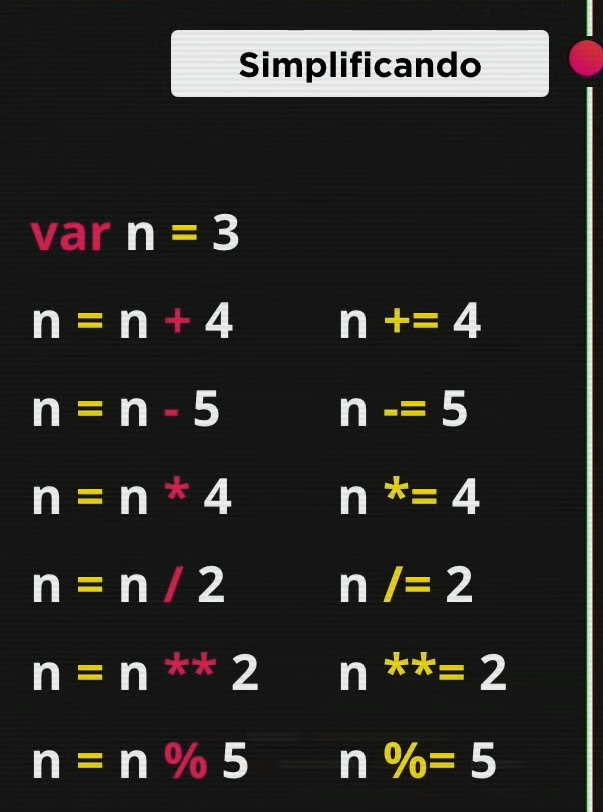 Simplificando
var n = 3
n = n + 4 n += 4
n = n - 5 n -= 5
n = n * 4 n *= 4
n = n / 2 n /= 2
n = n ** 2 n **= 2
n = n % 5 n %= 5